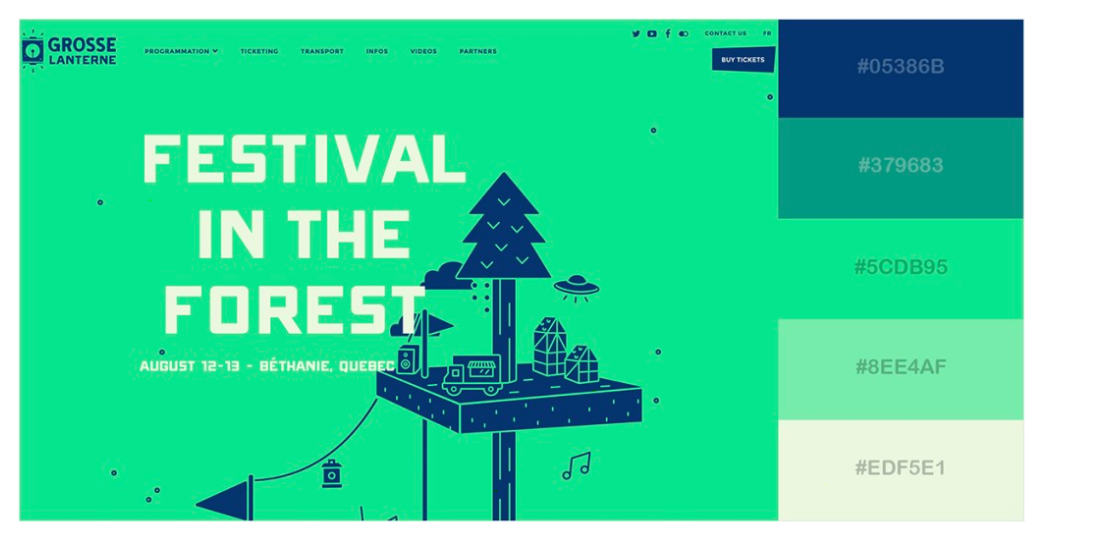 GROSSE
LANTERNE
PROGRAMMATION
TICKETING
TRANSPORT
INFOS
VIDEOS
PARTNERS
CONTACT US
FR
BUY TICKETS
FESTIVAL
IN THE
FOREST
AUGUST 12-13 - BÉTHANIE, QUEBEC
#05386B
#379683
#5CDB95
#8EE4AF
#EDF5E1